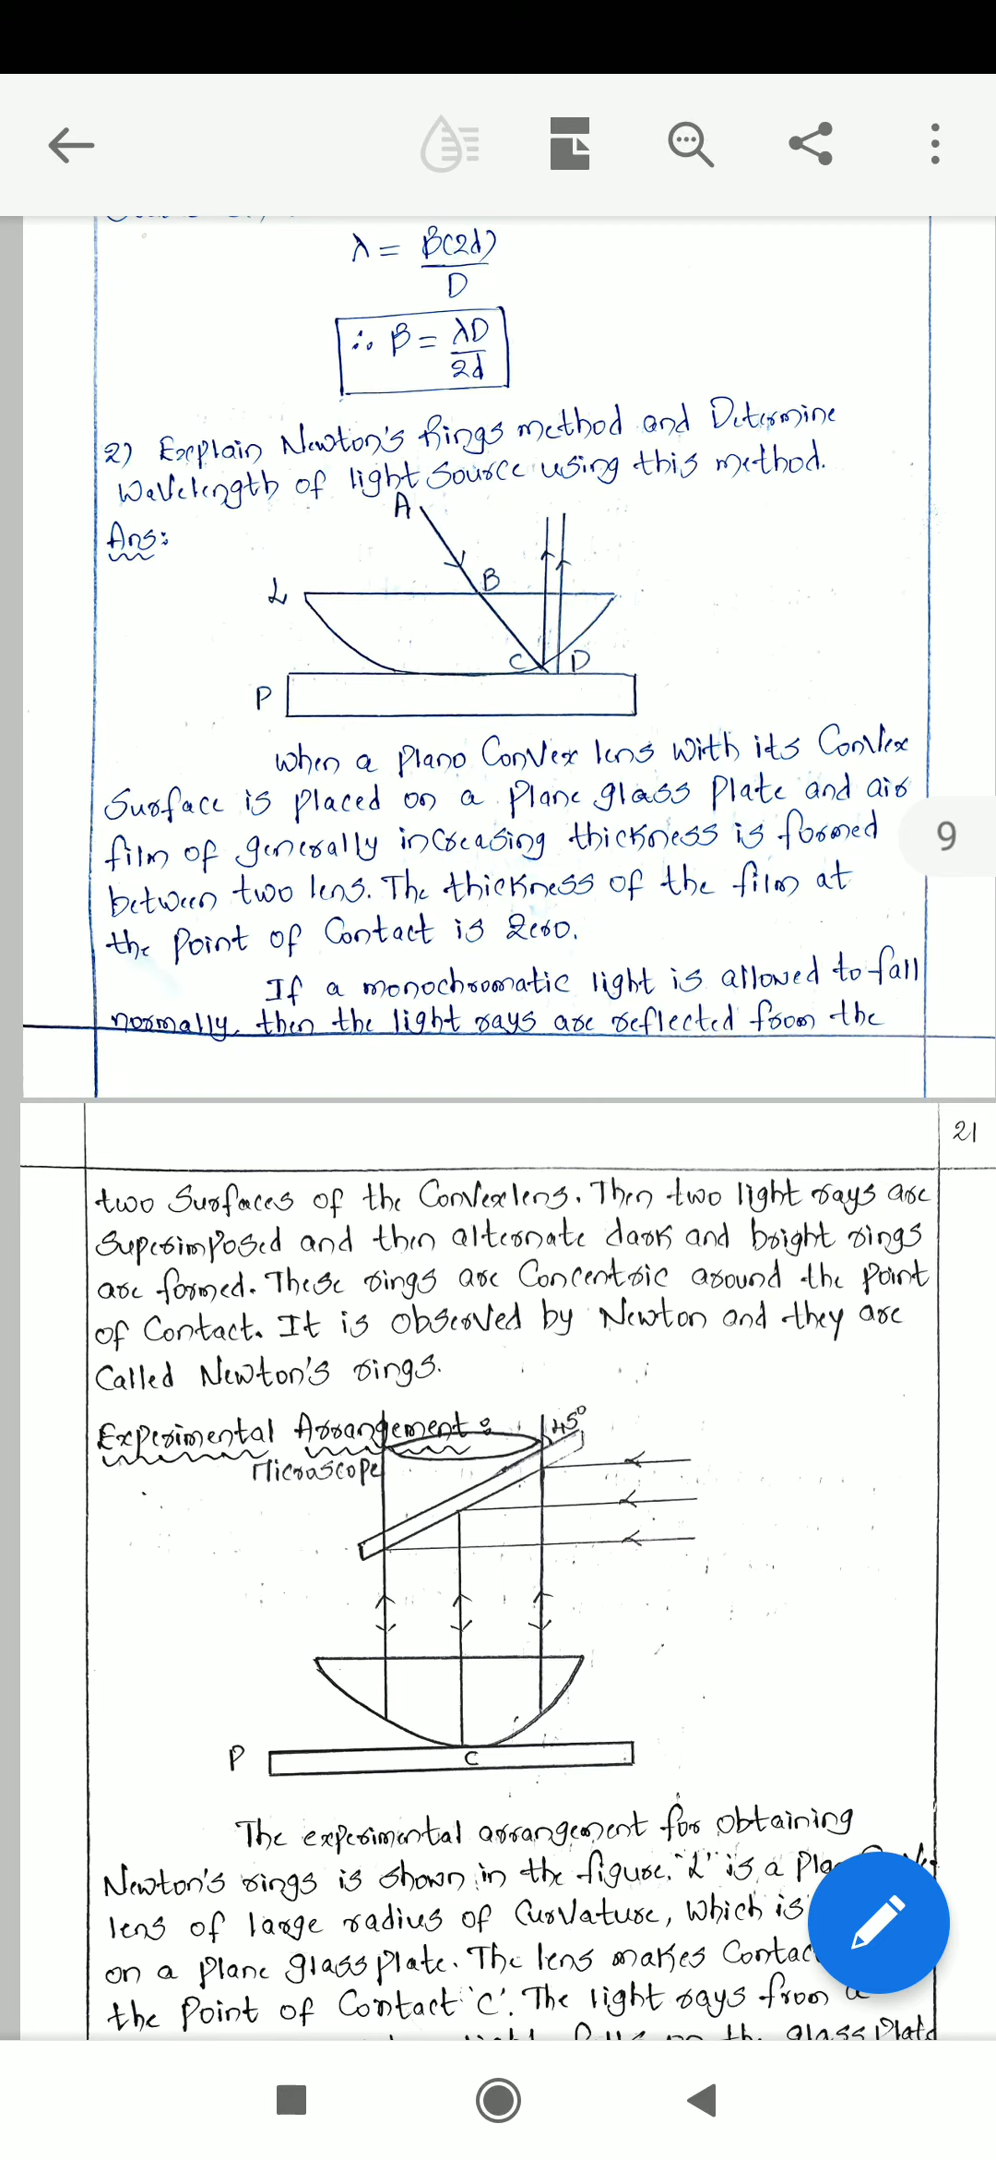 λ = β(2d)
D
∴ β = λD
2d
2) Explain Newton's Rings method and Determine
Wavelength of light Source using this method.
Ans:
A
B
L
C D
P
When a plano Convex lens with its Convex
Surface is placed on a plane glass plate and air
film of generally increasing thickness is formed
between two lens. The thickness of the film at
the point of Contact is Zero.
If a monochromatic light is allowed to fall
normally, then the light rays are reflected from the
9
21
two Surfaces of the Convex lens. Then two light rays are
Superimposed and then alternate dark and bright rings
are formed. These rings are Concentric around the point
of Contact. It is observed by Newton and they are
Called Newton's rings.
Experimental Arrangement:
45°
Microscope
P
C
The experimental arrangement for obtaining
Newton's rings is shown in the figure. "L" is a
lens of large radius of Curvature, which is
on a plane glass plate. The lens makes
the point of Contact 'C'. The light rays from a
the glass plate